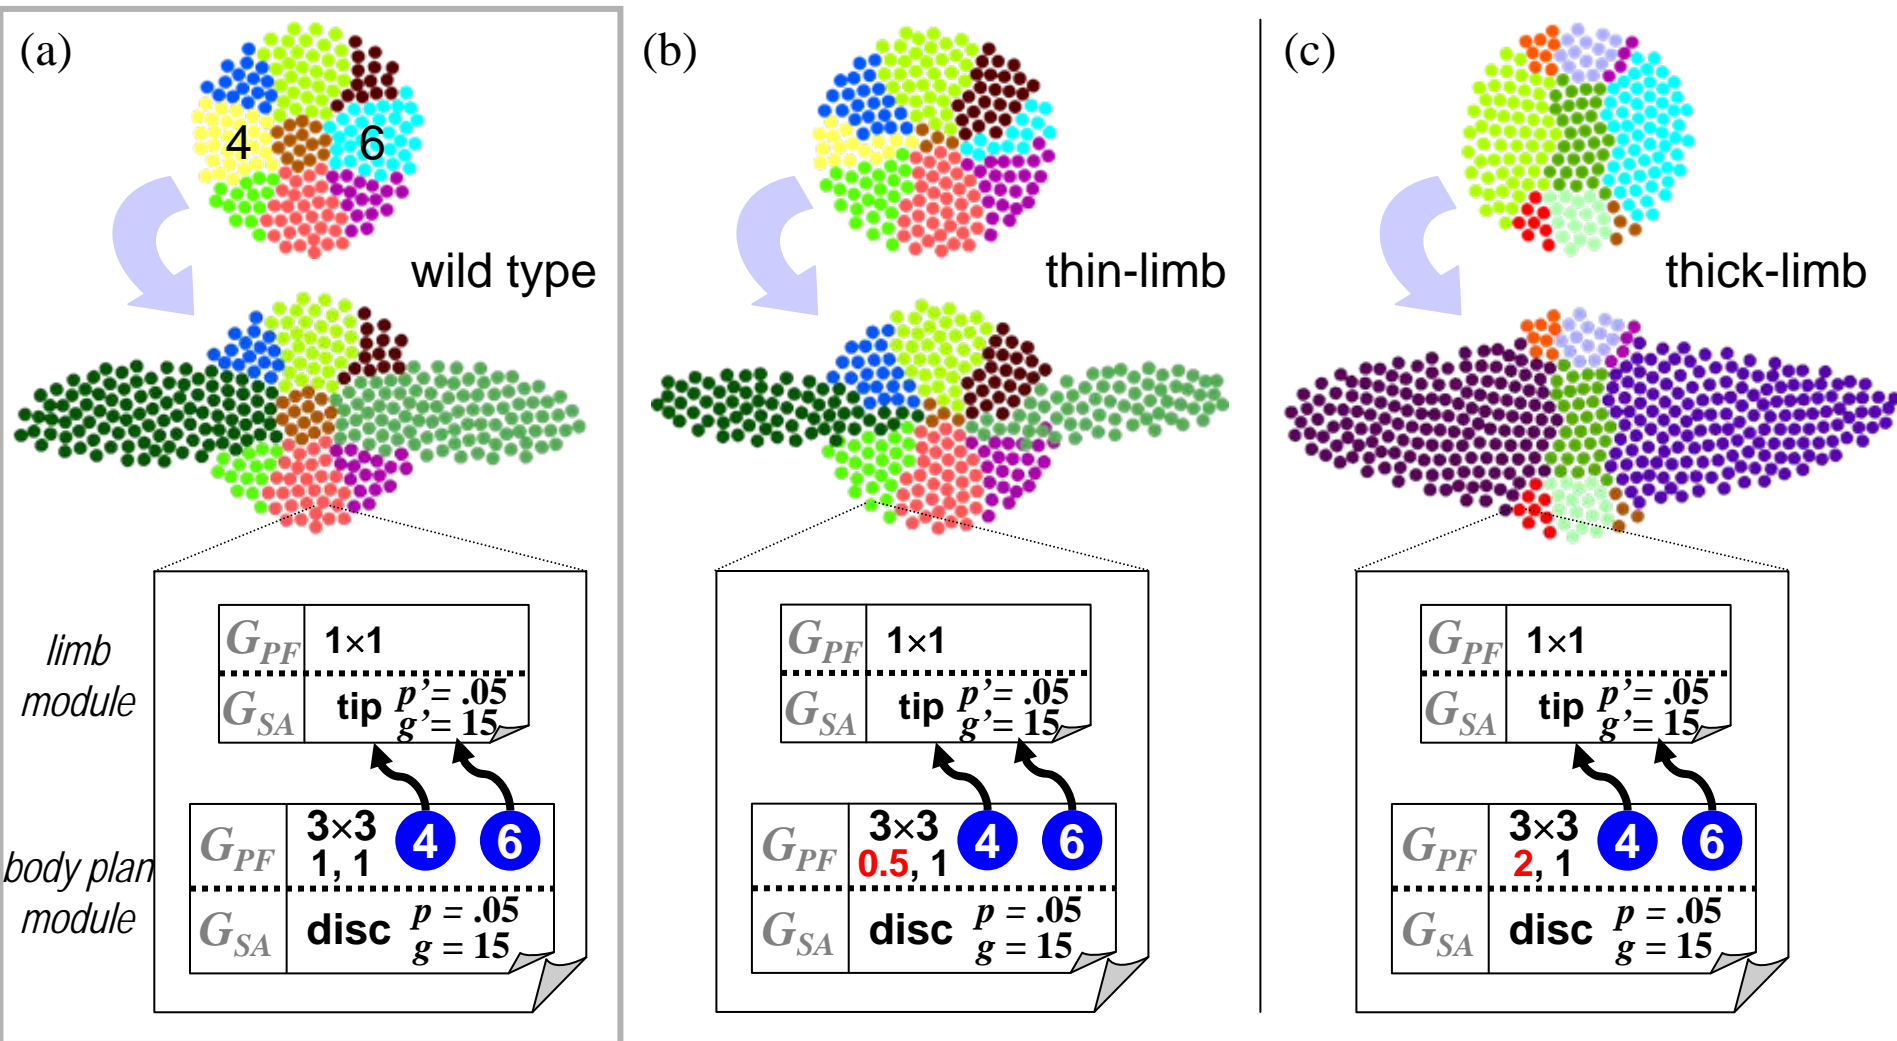 (a)
4
6
wild type
limb
module
G_PF 1×1
G_SA tip p'= .05
g'= 15
body plan
module
G_PF 3×3 4 6
1, 1
G_SA disc p = .05
g = 15
(b)
thin-limb
G_PF 1×1
G_SA tip p'= .05
g'= 15
G_PF 3×3 4 6
0.5, 1
G_SA disc p = .05
g = 15
(c)
thick-limb
G_PF 1×1
G_SA tip p'= .05
g'= 15
G_PF 3×3 4 6
2, 1
G_SA disc p = .05
g = 15